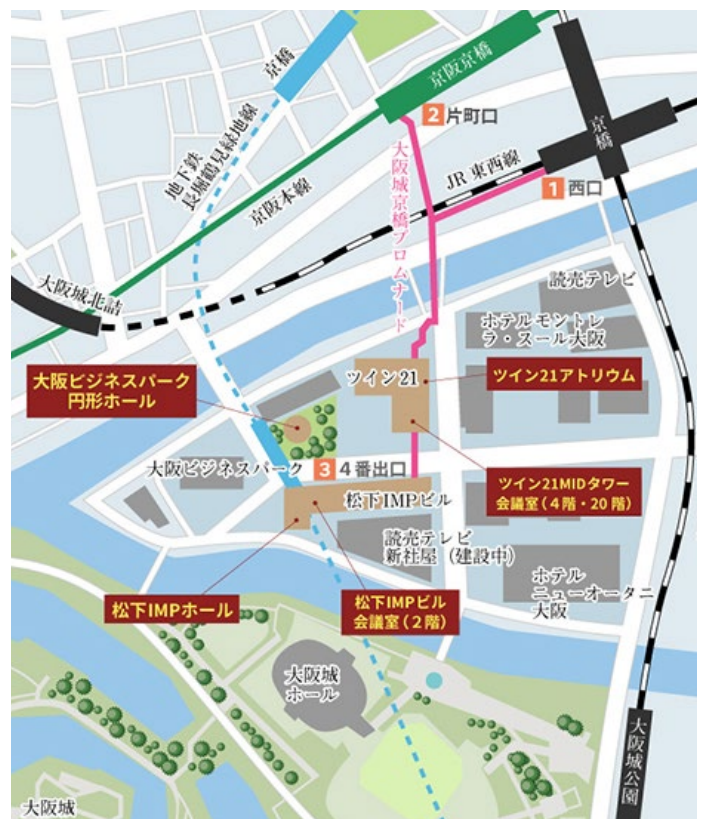 京橋
京阪京橋
2 片町口
京橋
地下鉄
長堀鶴見緑地線
京阪本線
大阪城京橋プロムナード
JR 東西線
1 西口
大阪城北詰
読売テレビ
ホテルモントレ
ラ・スール大阪
大阪ビジネスパーク
円形ホール
ツイン21
ツイン21アトリウム
大阪ビジネスパーク
3 4番出口
ツイン21MIDタワー
会議室（4階・20階）
松下IMPビル
読売テレビ
新社屋（建設中）
ホテル
ニューオータニ
大阪
松下IMPホール
松下IMPビル
会議室（2階）
大阪城
ホール
大阪城公園
大阪城